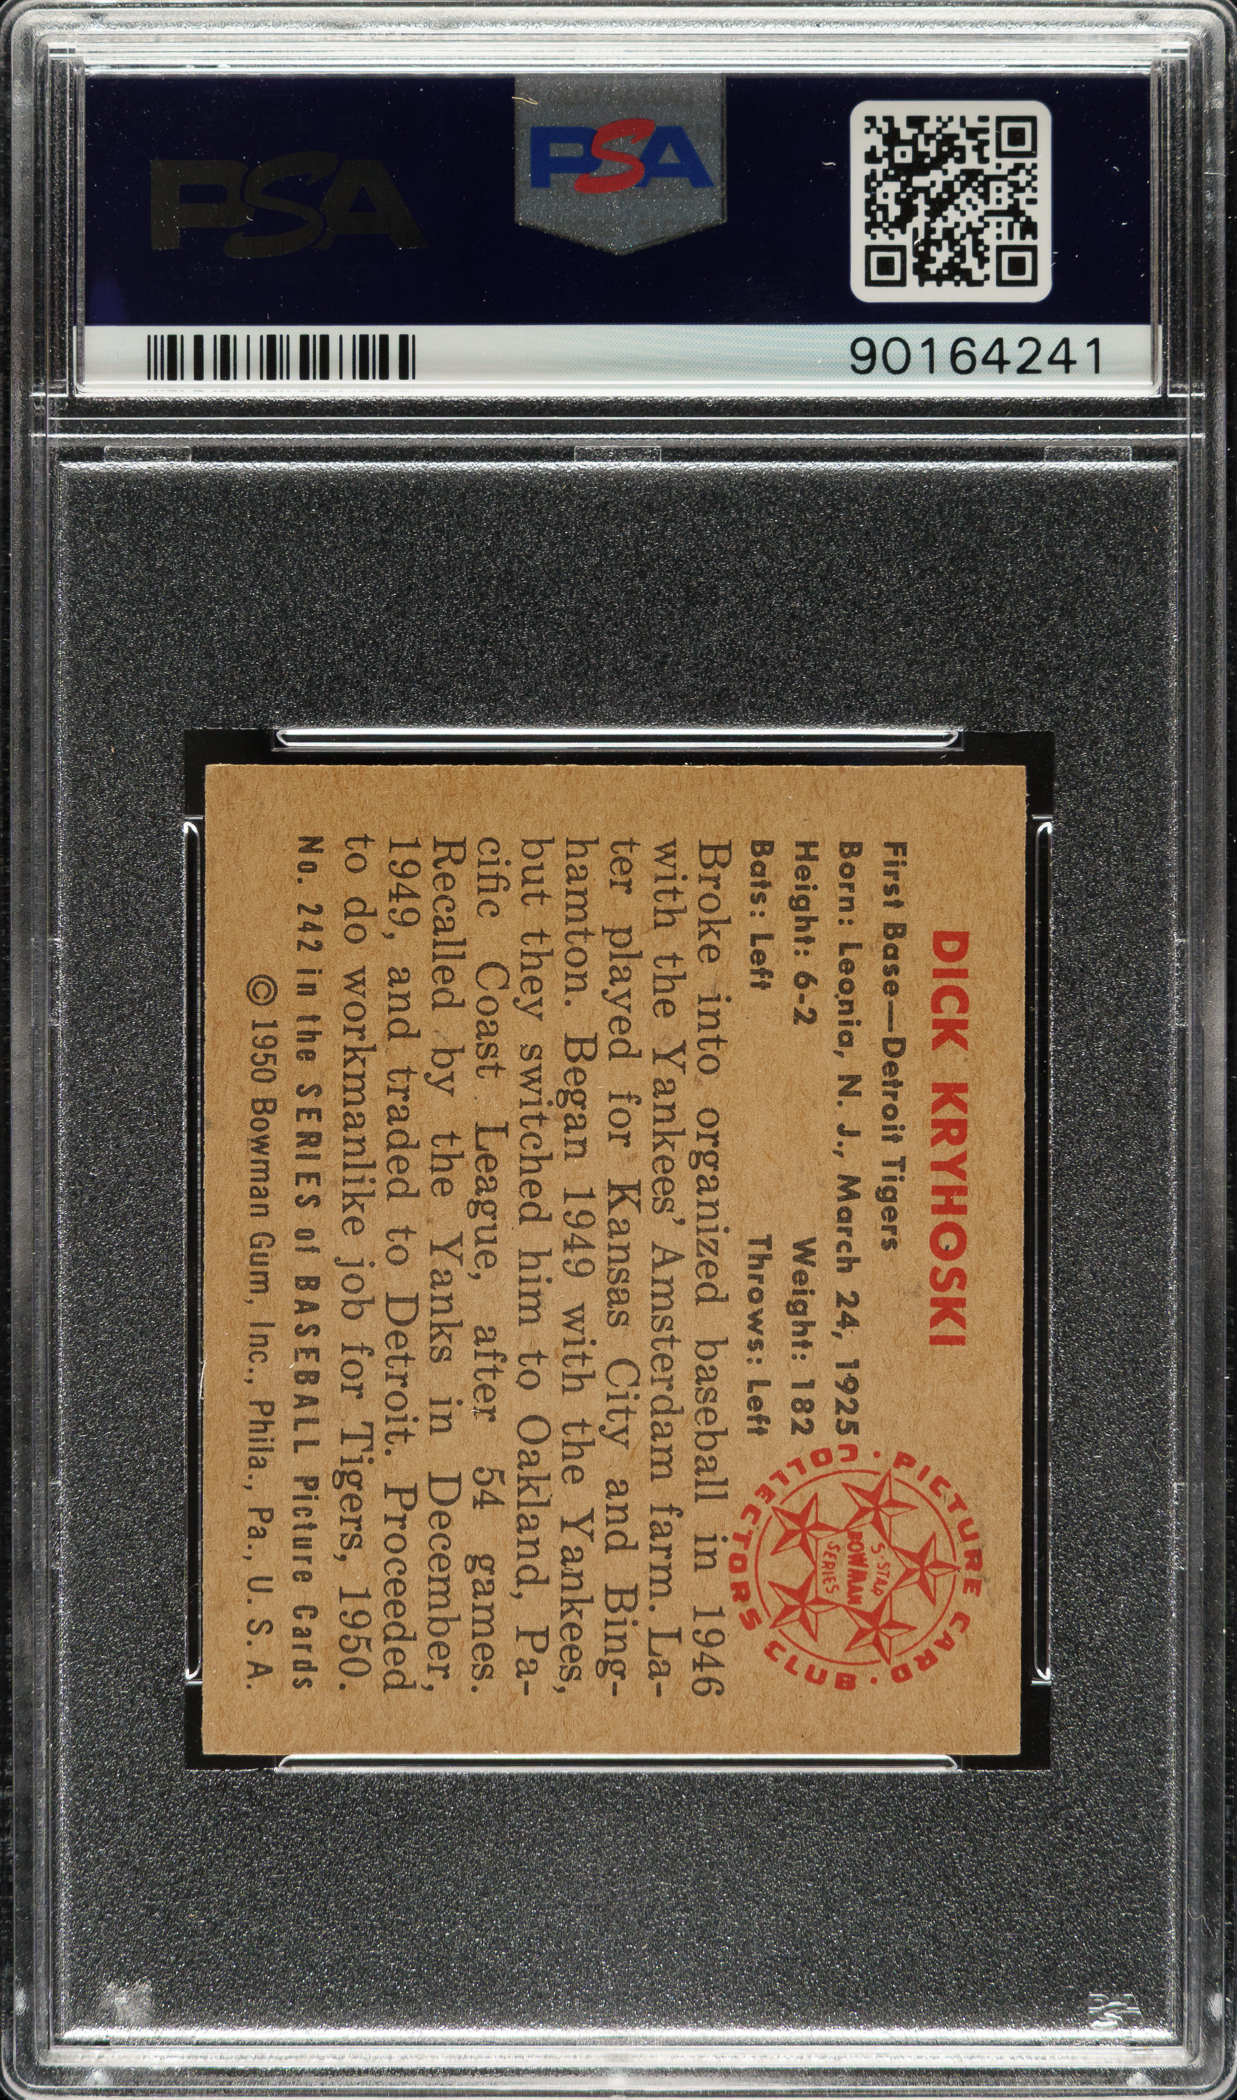 PSA
PSA
90164241
DICK KRYHOSKI
First Base—Detroit Tigers
Born: Leonia, N. J., March 24, 1925
Height: 6-2 Weight: 182
Bats: Left Throws: Left
Broke into organized baseball in 1946
with the Yankees' Amsterdam farm. La-
ter played for Kansas City and Bing-
hamton. Began 1949 with the Yankees,
but they switched him to Oakland, Pa-
cific Coast League, after 54 games.
Recalled by the Yanks in December,
1949, and traded to Detroit. Proceeded
to do workmanlike job for Tigers, 1950.
No. 242 in the SERIES of BASEBALL Picture Cards
© 1950 Bowman Gum, Inc., Phila., Pa., U. S. A.
· PICTURE CARD · COLLECTORS CLUB
5-STAR
BOWMAN
SERIES
PSA